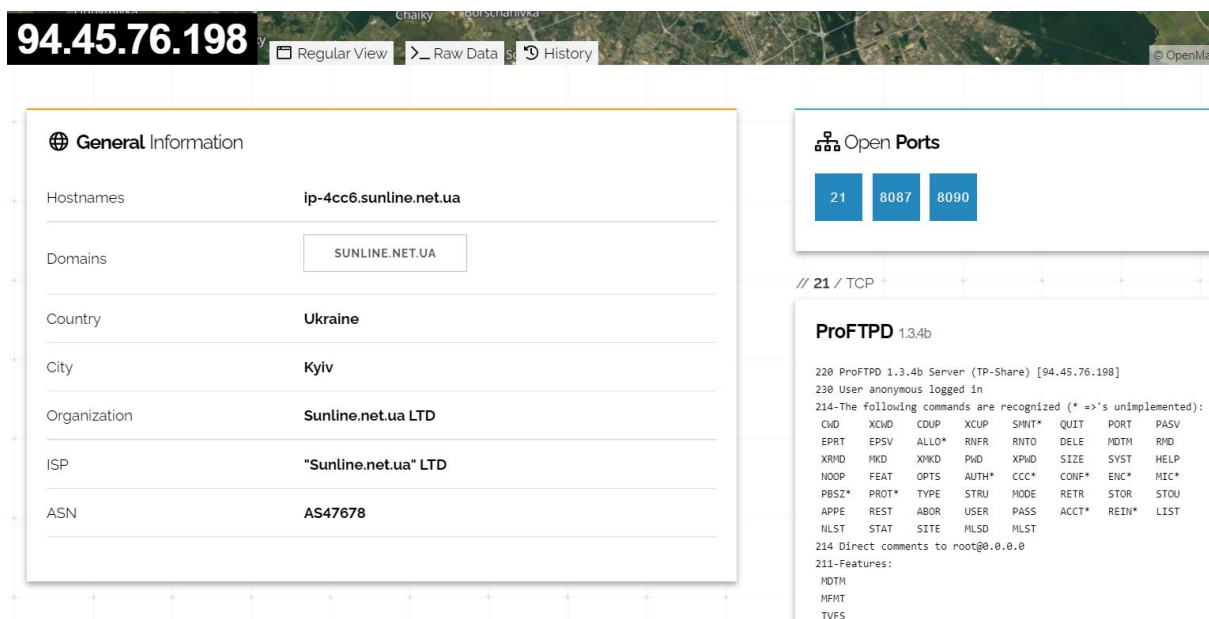 Chaiky
Borschahivka
94.45.76.198
Regular View
>_ Raw Data
History
© OpenMa
General Information
Hostnames ip-4cc6.sunline.net.ua
Domains SUNLINE.NET.UA
Country Ukraine
City Kyiv
Organization Sunline.net.ua LTD
ISP "Sunline.net.ua" LTD
ASN AS47678
Open Ports
21 8087 8090
// 21 / TCP
ProFTPD 1.3.4b
220 ProFTPD 1.3.4b Server (TP-Share) [94.45.76.198]
230 User anonymous logged in
214-The following commands are recognized (* =>'s unimplemented):
CWD XCWD CDUP XCUP SMNT* QUIT PORT PASV
EPRT EPSV ALLO* RNFR RNTO DELE MDTM RMD
XRMD MKD XMKD PWD XPWD SIZE SYST HELP
NOOP FEAT OPTS AUTH* CCC* CONF* ENC* MIC*
PBSZ* PROT* TYPE STRU MODE RETR STOR STOU
APPE REST ABOR USER PASS ACCT* REIN* LIST
NLST STAT SITE MLSD MLST
214 Direct comments to root@0.0.0.0
211-Features:
MDTM
MFMT
TVFS